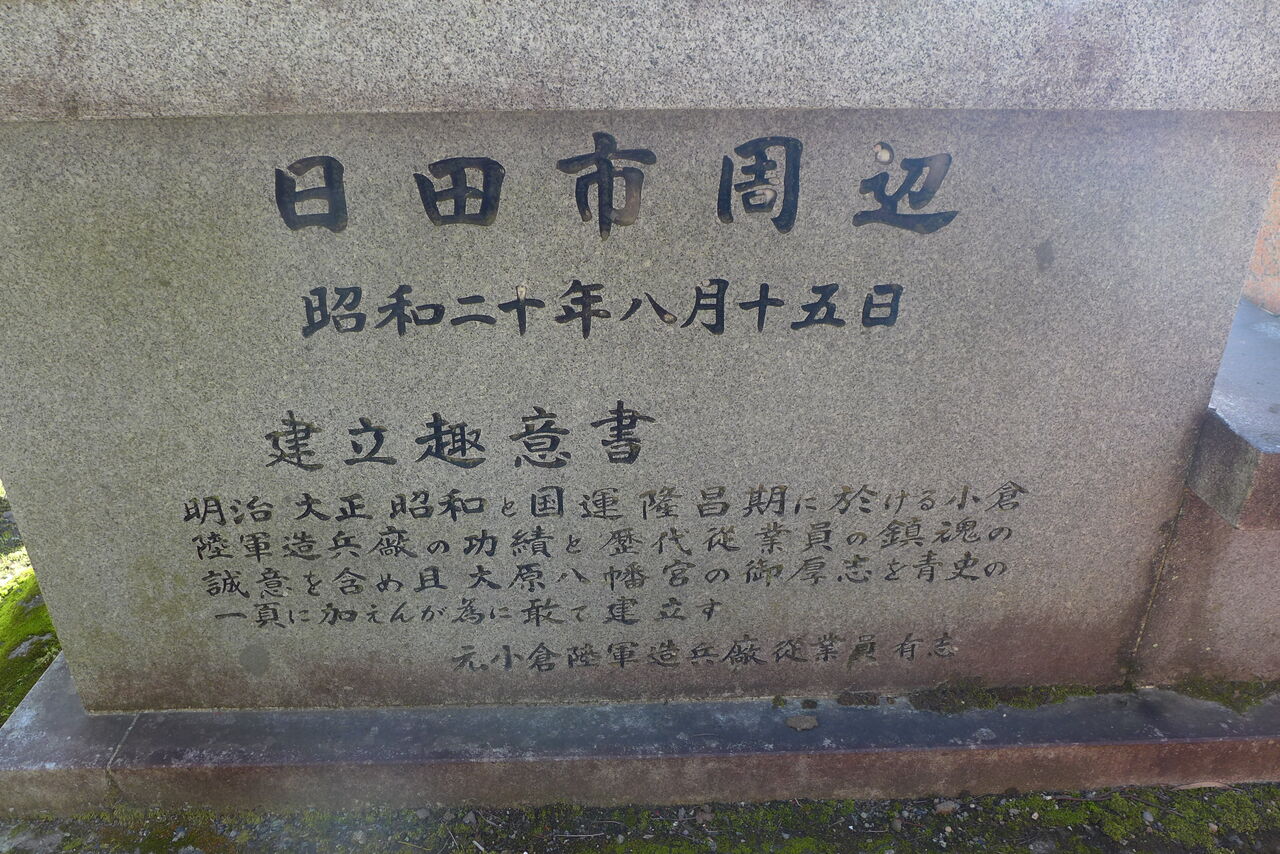 日田市周辺
昭和二十年八月十五日
建立趣意書
明治大正昭和と国運隆昌期に於ける小倉
陸軍造兵廠の功績と歴代従業員の鎮魂の
誠意を含め且大原八幡宮の御厚志を青史の
一頁に加えんが為に敢て建立す
元小倉陸軍造兵廠従業員有志